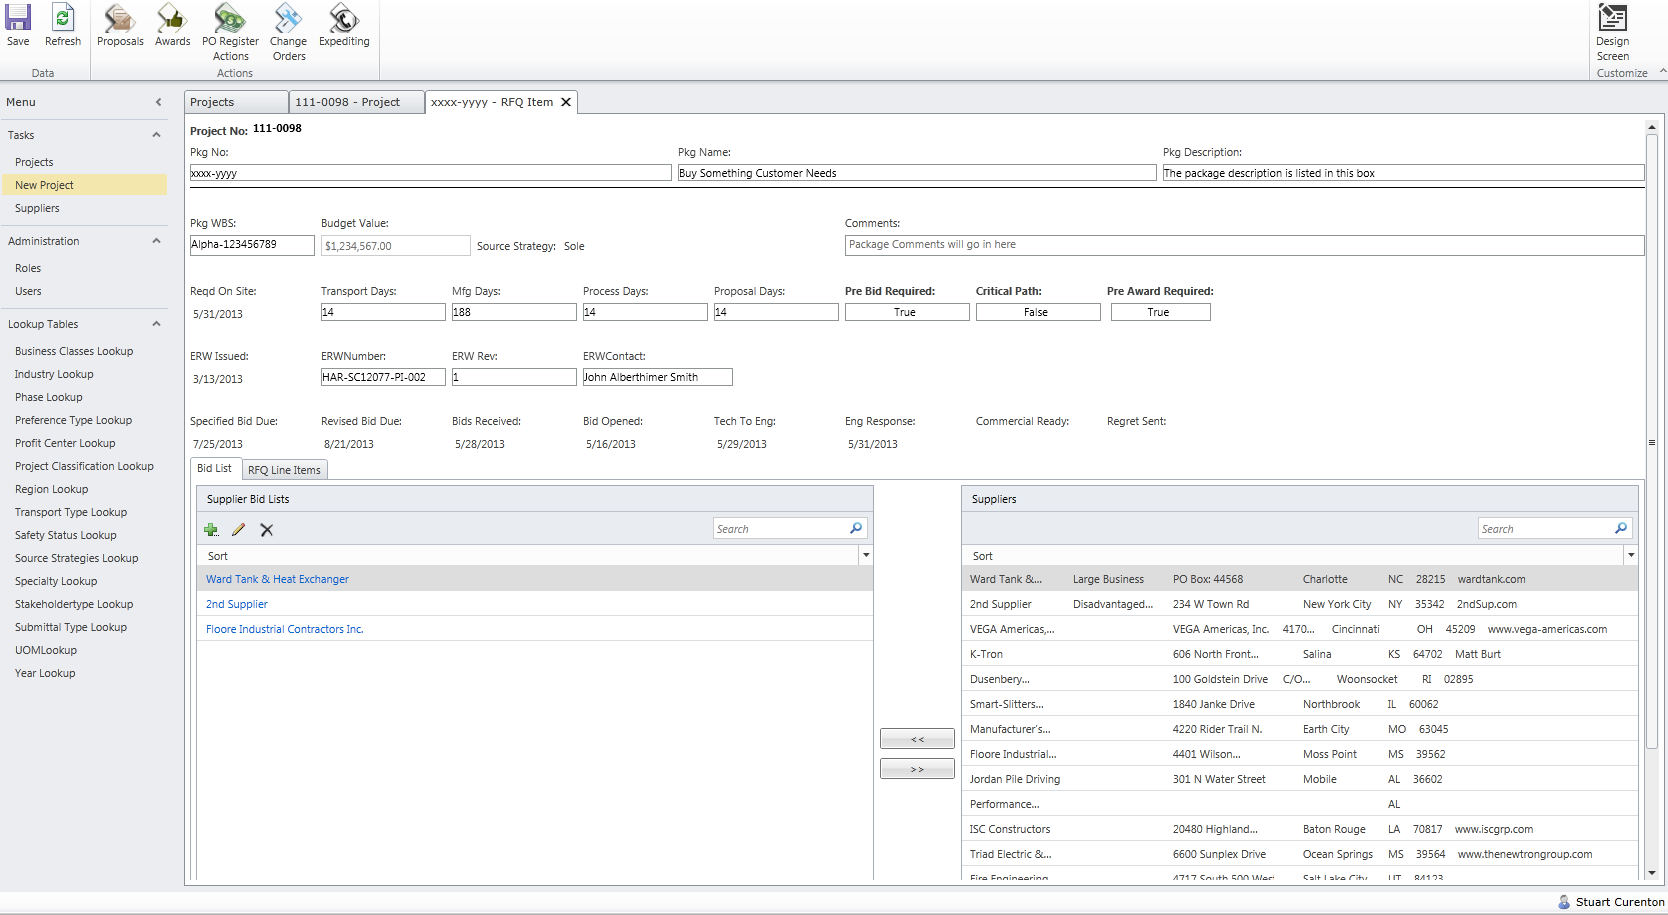 Save Refresh Proposals Awards PO Register Actions Change Orders Expediting Design Screen
Data Actions Customize
Menu
Tasks
Projects
New Project
Suppliers
Administration
Roles
Users
Lookup Tables
Business Classes Lookup
Industry Lookup
Phase Lookup
Preference Type Lookup
Profit Center Lookup
Project Classification Lookup
Region Lookup
Transport Type Lookup
Safety Status Lookup
Source Strategies Lookup
Specialty Lookup
Stakeholdertype Lookup
Submittal Type Lookup
UOMLookup
Year Lookup
Projects 111-0098 - Project xxxx-yyyy - RFQ Item
Project No: 111-0098
Pkg No: Pkg Name: Pkg Description:
xxxx-yyyy Buy Something Customer Needs The package description is listed in this box
Pkg WBS: Budget Value: Comments:
Alpha-123456789 $1,234,567.00 Source Strategy: Sole Package Comments will go in here
Reqd On Site: Transport Days: Mfg Days: Process Days: Proposal Days: Pre Bid Required: Critical Path: Pre Award Required:
5/31/2013 14 188 14 14 True False True
ERW Issued: ERWNumber: ERW Rev: ERWContact:
3/13/2013 HAR-SC12077-PI-002 1 John Alberthimer Smith
Specified Bid Due: Revised Bid Due: Bids Received: Bid Opened: Tech To Eng: Eng Response: Commercial Ready: Regret Sent:
7/25/2013 8/21/2013 5/28/2013 5/16/2013 5/29/2013 5/31/2013
Bid List RFQ Line Items
Supplier Bid Lists
Search
Sort
Ward Tank & Heat Exchanger
2nd Supplier
Floore Industrial Contractors Inc.
<<
>>
Suppliers
Search
Sort
Ward Tank &... Large Business PO Box: 44568 Charlotte NC 28215 wardtank.com
2nd Supplier Disadvantaged... 234 W Town Rd New York City NY 35342 2ndSup.com
VEGA Americas,... VEGA Americas, Inc. 4170... Cincinnati OH 45209 www.vega-americas.com
K-Tron 606 North Front... Salina KS 64702 Matt Burt
Dusenbery... 100 Goldstein Drive C/O... Woonsocket RI 02895
Smart-Slitters... 1840 Janke Drive Northbrook IL 60062
Manufacturer's... 4220 Rider Trail N. Earth City MO 63045
Floore Industrial... 4401 Wilson... Moss Point MS 39562
Jordan Pile Driving 301 N Water Street Mobile AL 36602
Performance... AL
ISC Constructors 20480 Highland... Baton Rouge LA 70817 www.iscgrp.com
Triad Electric &... 6600 Sunplex Drive Ocean Springs MS 39564 www.thenewtrongroup.com
Fire Engineering 4717 South 500 West Salt Lake City UT 84123
Stuart Curenton